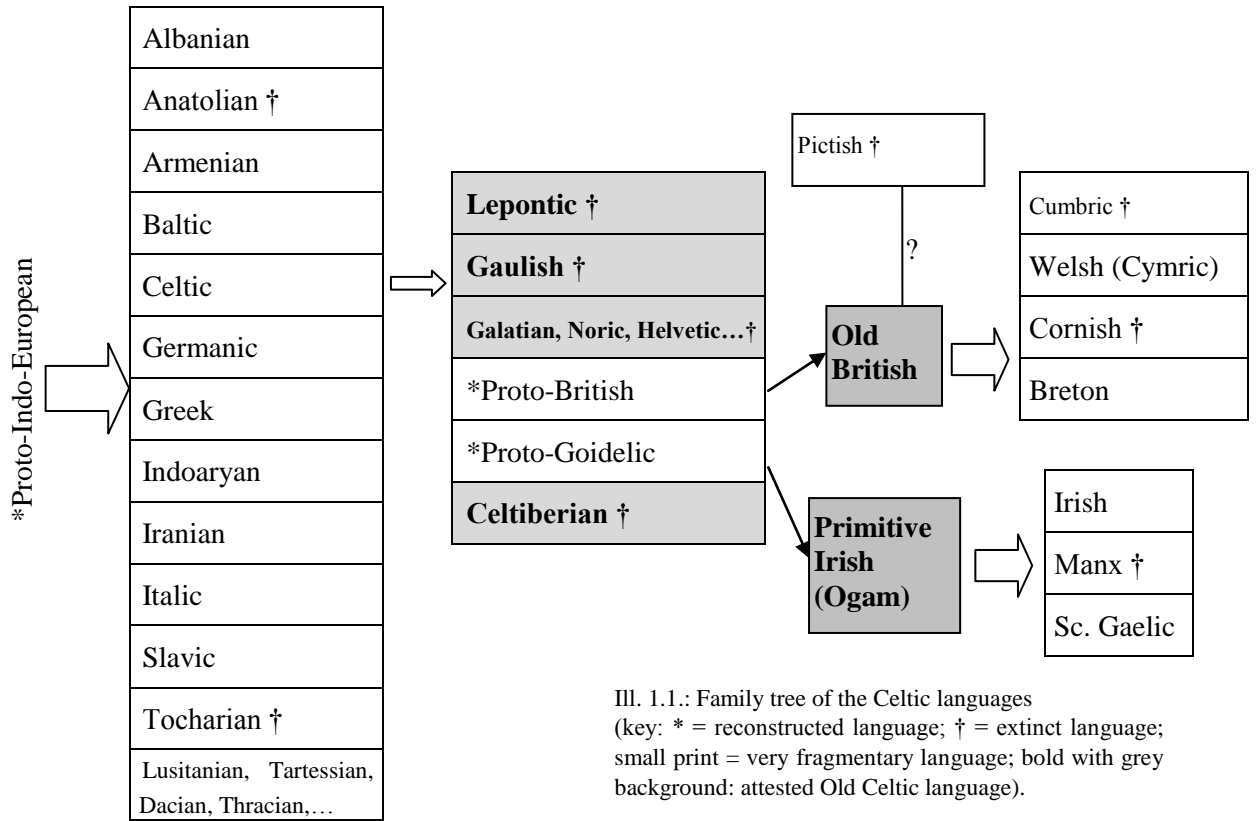 *Proto-Indo-European
Albanian
Anatolian †
Armenian
Baltic
Celtic
Germanic
Greek
Indoaryan
Iranian
Italic
Slavic
Tocharian †
Lusitanian, Tartessian,
Dacian, Thracian,…
Lepontic †
Gaulish †
Galatian, Noric, Helvetic…†
*Proto-British
*Proto-Goidelic
Celtiberian †
Pictish †
?
Old
British
Primitive
Irish
(Ogam)
Cumbric †
Welsh (Cymric)
Cornish †
Breton
Irish
Manx †
Sc. Gaelic
Ill. 1.1.: Family tree of the Celtic languages
(key: * = reconstructed language; † = extinct language;
small print = very fragmentary language; bold with grey
background: attested Old Celtic language).